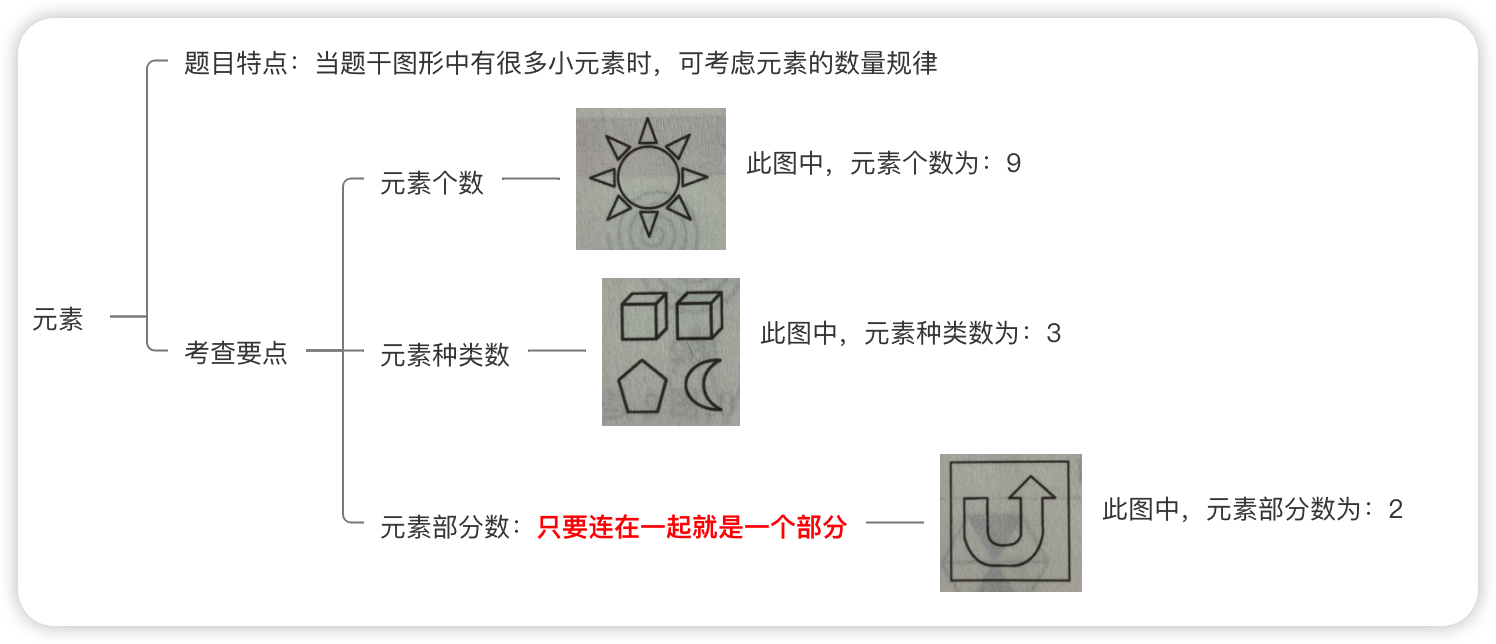 题目特点：当题干图形中有很多小元素时，可考虑元素的数量规律
元素个数
此图中，元素个数为：9
元素
考查要点
元素种类数
此图中，元素种类数为：3
元素部分数：只要连在一起就是一个部分
此图中，元素部分数为：2